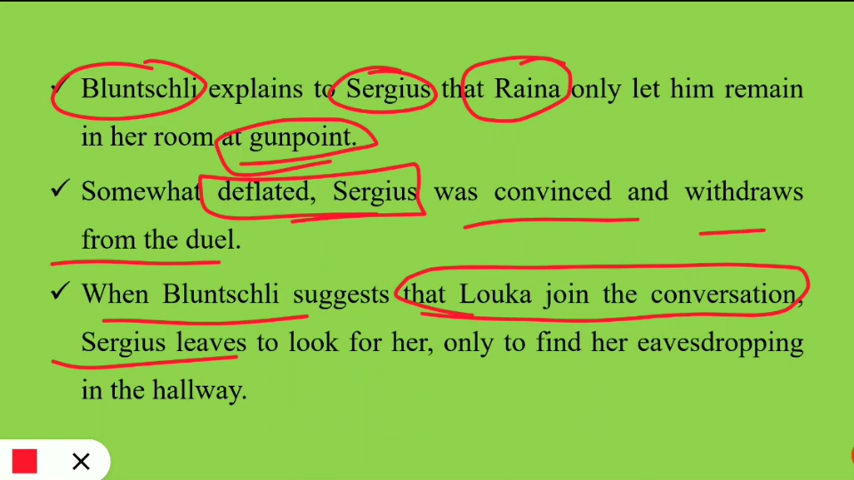 ✓ Bluntschli explains to Sergius that Raina only let him remain
in her room at gunpoint.
✓ Somewhat deflated, Sergius was convinced and withdraws
from the duel.
✓ When Bluntschli suggests that Louka join the conversation,
Sergius leaves to look for her, only to find her eavesdropping
in the hallway.